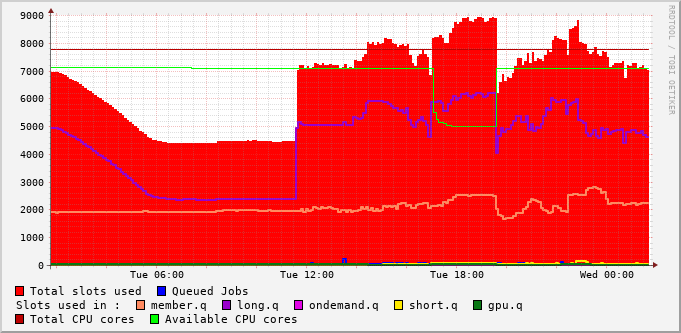 9000
8000
7000
6000
5000
4000
3000
2000
1000
0
Tue 06:00 Tue 12:00 Tue 18:00 Wed 00:00
RRDTOOL / TOBI OETIKER
Total slots used Queued Jobs
Slots used in : member.q long.q ondemand.q short.q gpu.q
Total CPU cores Available CPU cores